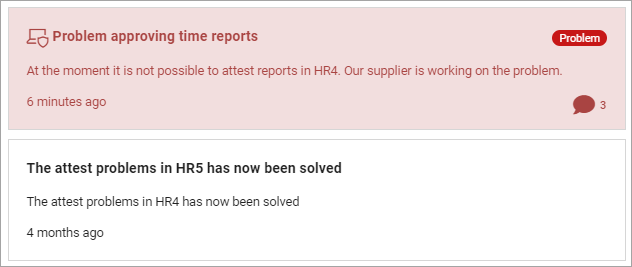 Problem approving time reports
Problem
At the moment it is not possible to attest reports in HR4. Our supplier is working on the problem.
6 minutes ago
3
The attest problems in HR5 has now been solved
The attest problems in HR4 has now been solved
4 months ago